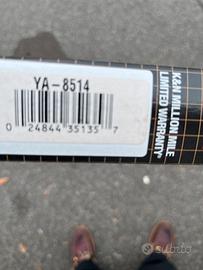 YA-8514
0 24844 35135 7
K&N MILLION MILE
LIMITED WARRANTY
subito